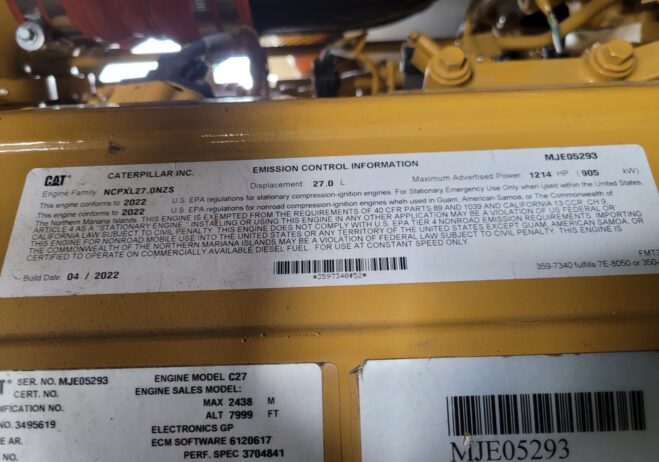 CAT CATERPILLAR INC. EMISSION CONTROL INFORMATION MJE05293
Engine Family NCPXL27.0NZS Displacement 27.0 L Maximum Advertised Power: 1214 HP ( 905 kW)
This engine conforms to 2022 U.S. EPA regulations for stationary compression-ignition engines. For Stationary Emergency Use Only when used within the United States.
This engine conforms to 2022 U.S. EPA regulations for nonroad compression-ignition engines when used in Guam, American Samoa, or the Commonwealth of
The Northern Mariana Islands. THIS ENGINE IS EXEMPTED FROM THE REQUIREMENTS OF 40 CFR PARTS 89 AND 1039 AND CALIFORNIA 13 CCR, CH 9,
ARTICLE 4 AS A "STATIONARY ENGINE" INSTALLING OR USING THIS ENGINE IN ANY OTHER APPLICATION MAY BE A VIOLATION OF US FEDERAL OR
CALIFORNIA LAW SUBJECT TO CIVIL PENALTY. THIS ENGINE DOES NOT COMPLY WITH U.S EPA TIER 4 NONROAD EMISSION REQUIREMENTS. IMPORTING
THIS ENGINE FOR NONROAD MOBILE USE INTO THE UNITED STATES OR ANY TERRITORY OF THE UNITED STATES EXCEPT GUAM, AMERICAN SAMOA, OR
THE COMMONWEALTH OF THE NORTHERN MARIANA ISLANDS MAY BE A VIOLATION OF FEDERAL LAW SUBJECT TO CIVIL PENALTY. THIS ENGINE IS
CERTIFIED TO OPERATE ON COMMERCIALLY AVAILABLE DIESEL FUEL. FOR USE AT CONSTANT SPEED ONLY.
Build Date: 04 / 2022
*3597340#52*
FMT3
359-7340 fulfills 7E-8050 or 350-
SER NO. MJE05293 ENGINE MODEL C27
CERT. NO. ENGINE SALES MODEL:
NO. MAX 2438 M
NO. 3495619 ALT 7999 FT
AR. ELECTRONICS GP
NO. ECM SOFTWARE 6120617
PERF. SPEC 3704841
MJE05293